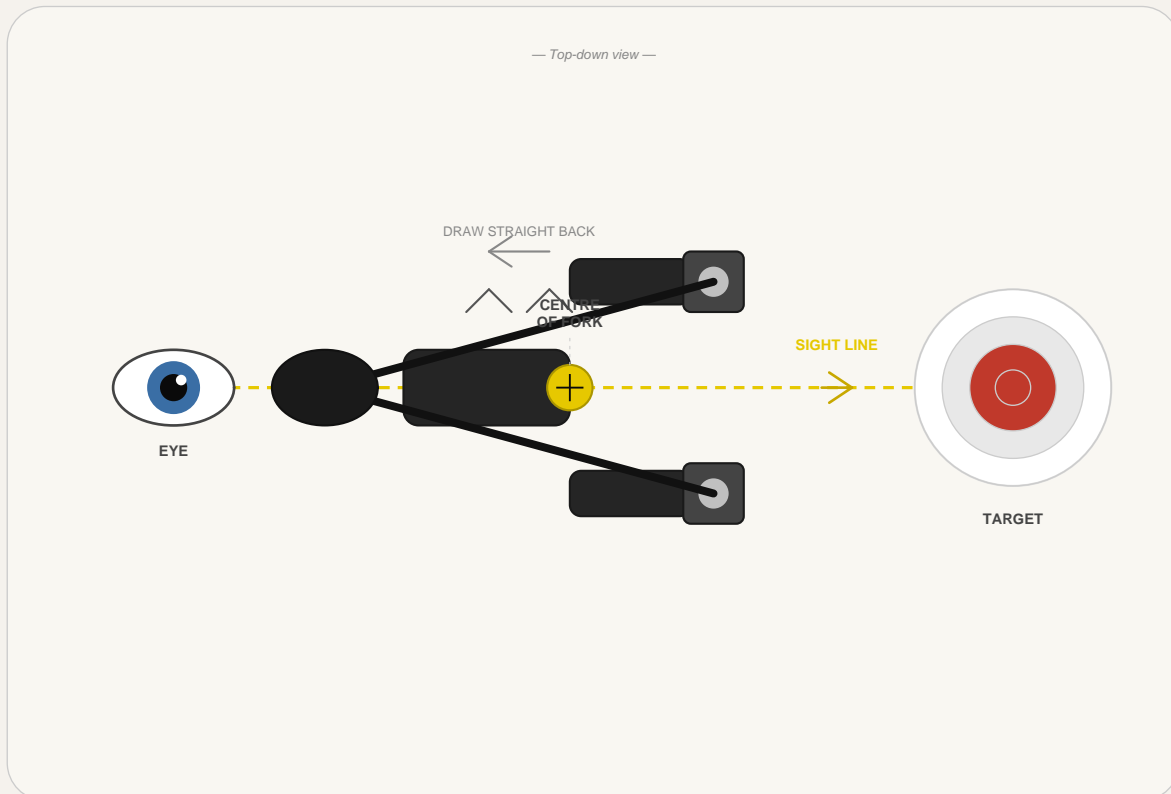 — Top-down view —
DRAW STRAIGHT BACK
CENTRE
OF FORK
SIGHT LINE
EYE
TARGET